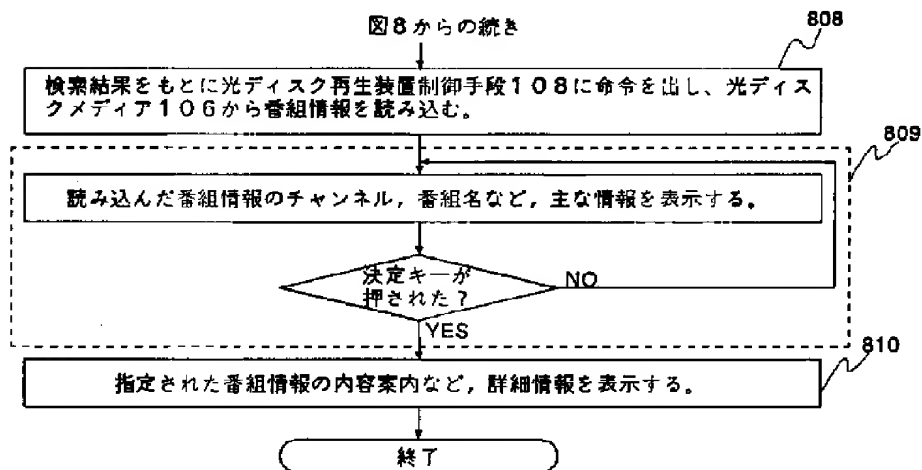 図8からの続き
808
検索結果をもとに光ディスク再生装置制御手段108に命令を出し、光ディス
クメディア106から番組情報を読み込む。
809
読み込んだ番組情報のチャンネル，番組名など，主な情報を表示する。
決定キーが
押された？
NO
YES
810
指定された番組情報の内容案内など，詳細情報を表示する。
終了